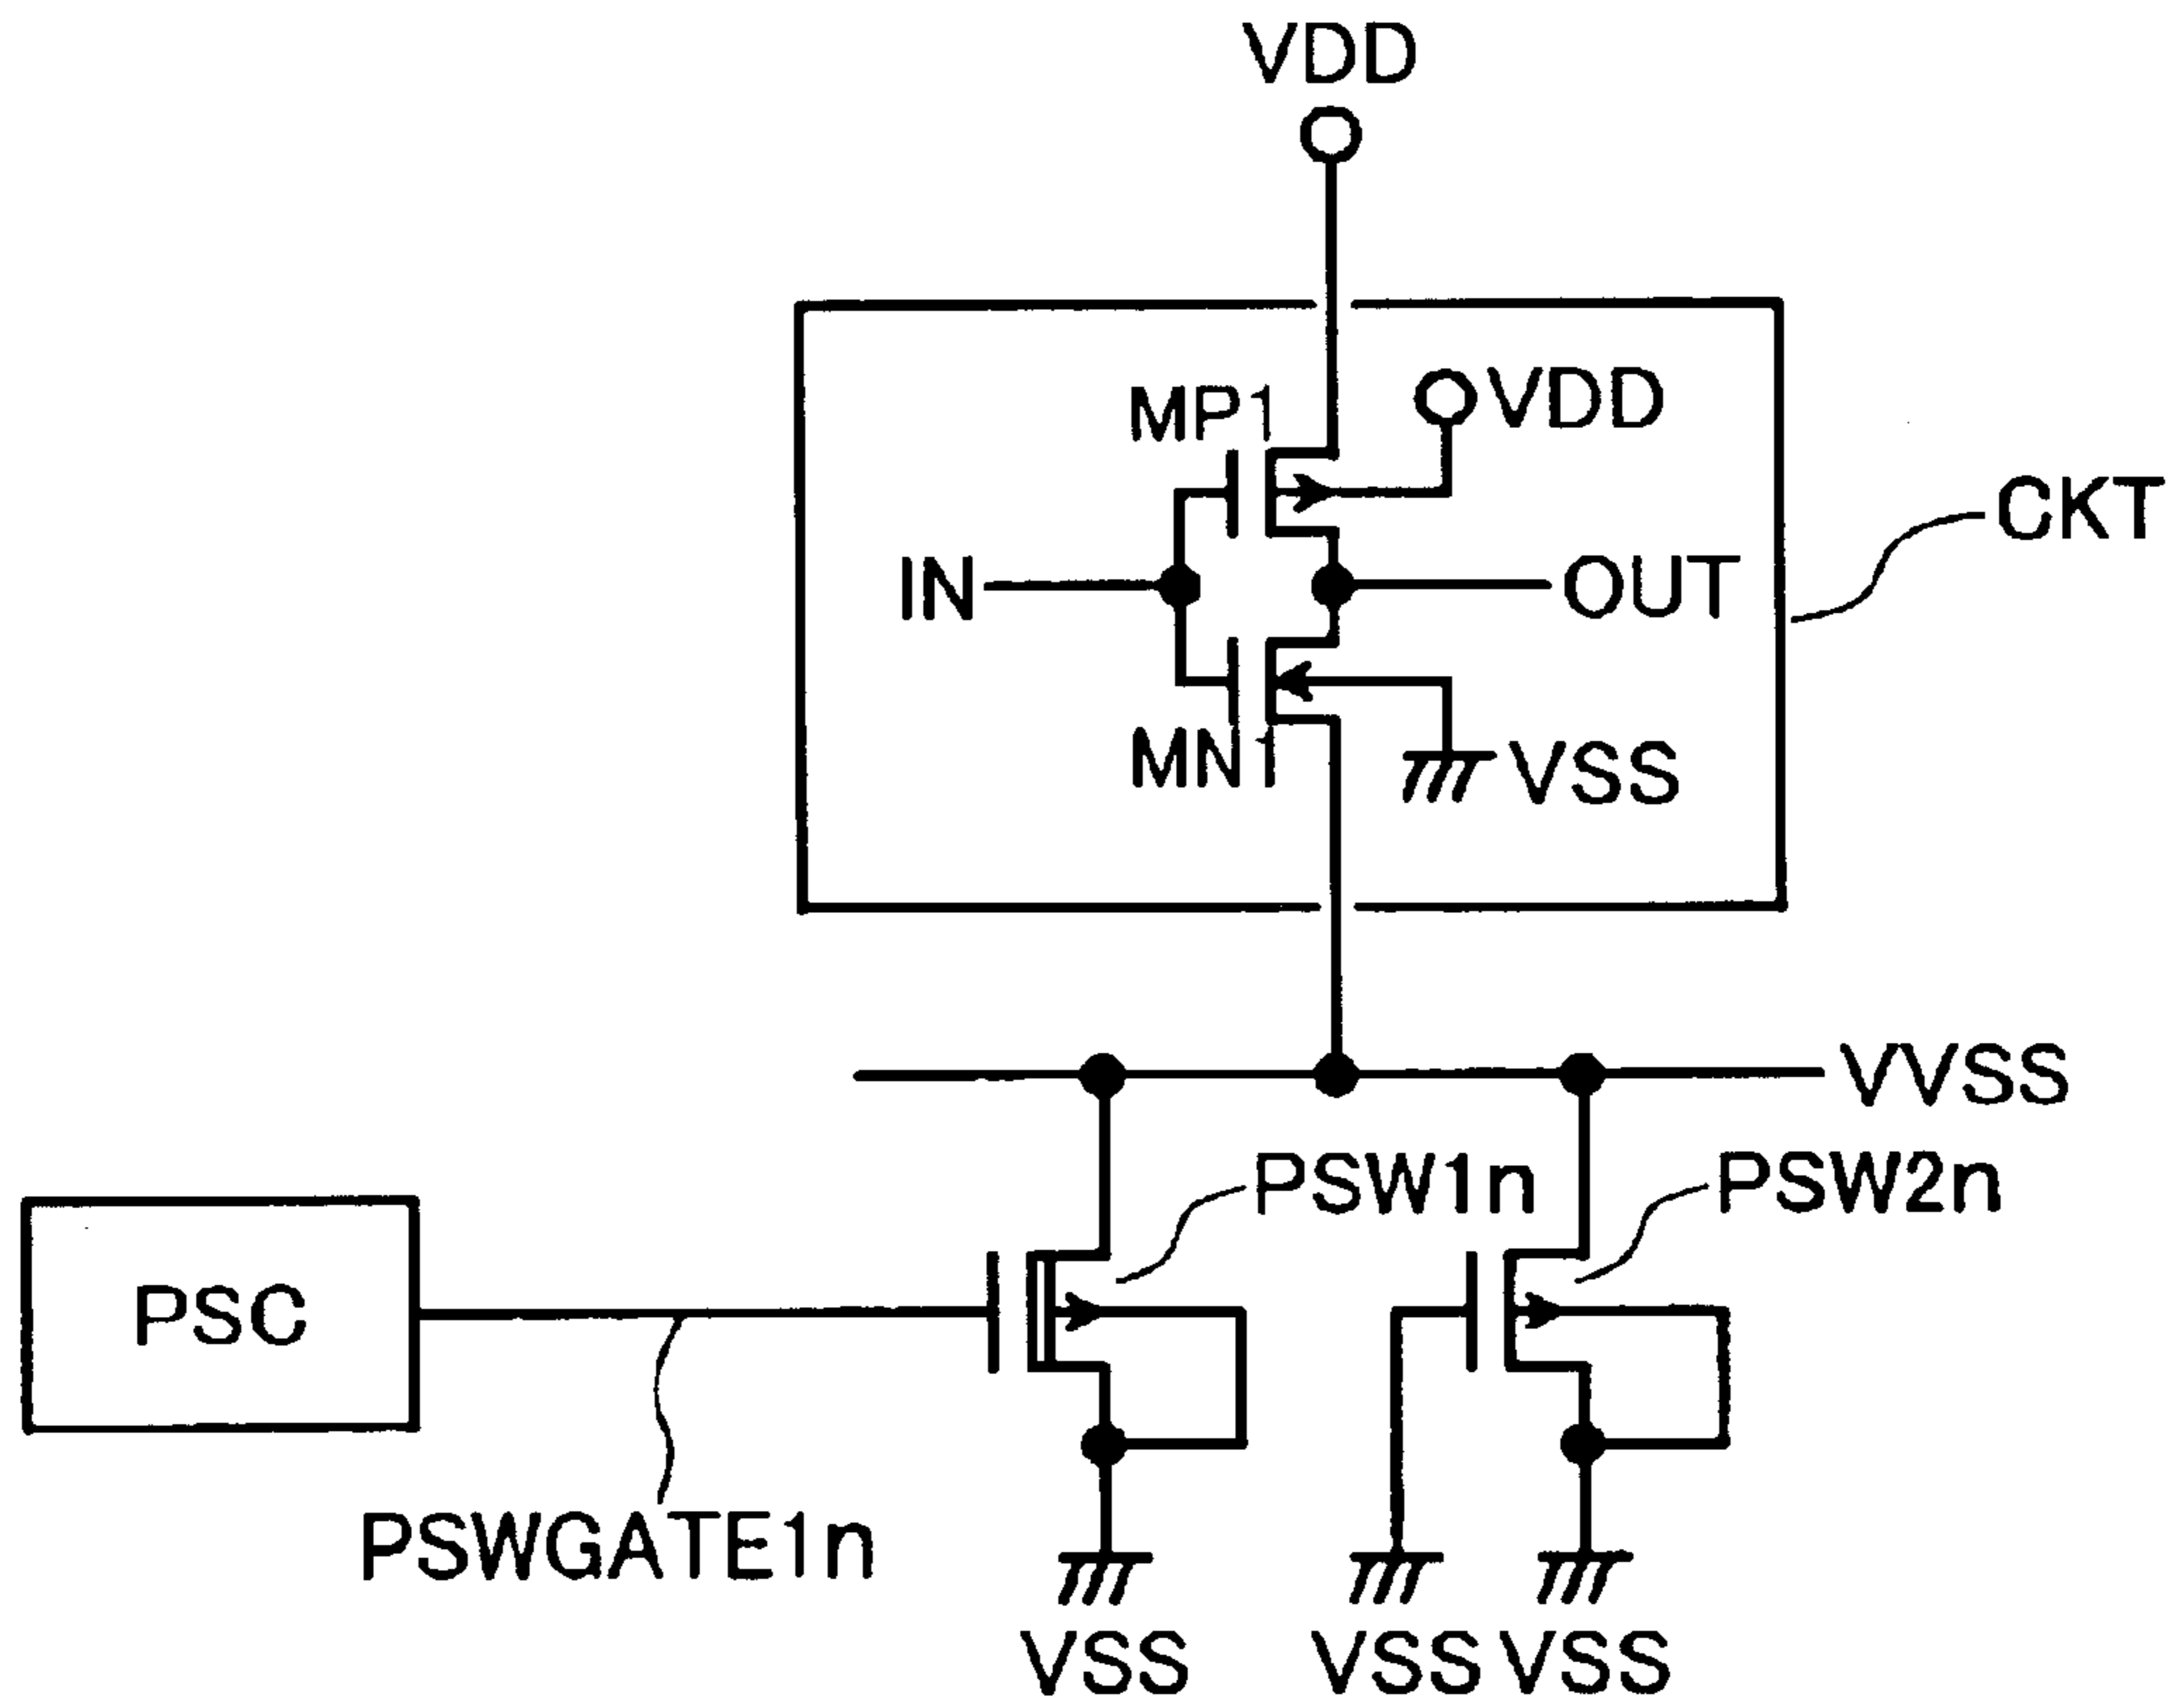 VDD
MP1
VDD
CKT
IN
OUT
MN1
VSS
VVSS
PSW1n
PSW2n
PSC
PSWGATE1n
VSS
VSS
VSS